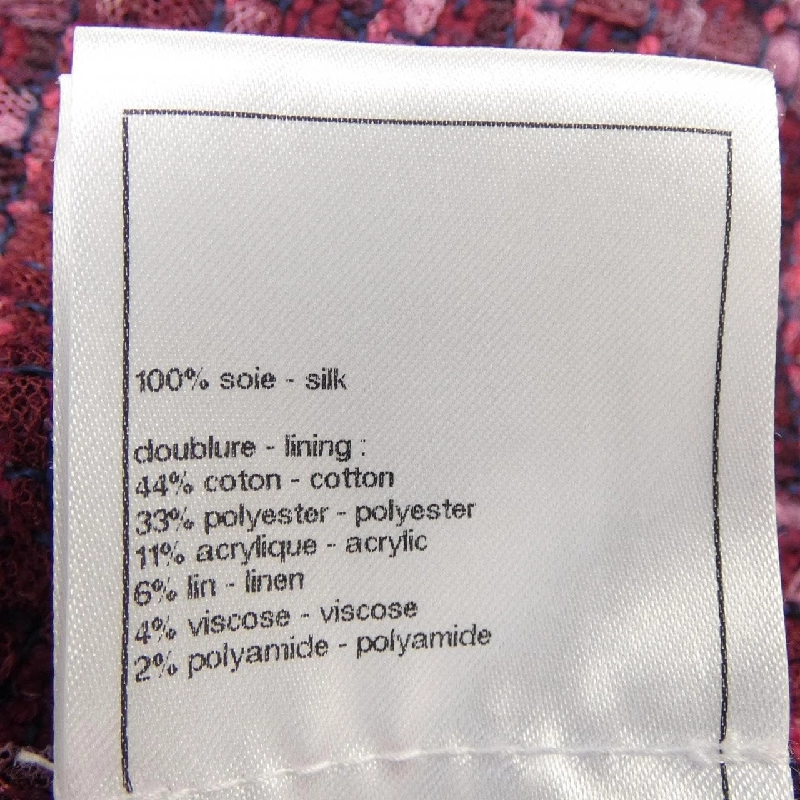 100% soie - silk
doublure - lining :
44% coton - cotton
33% polyester - polyester
11% acrylique - acrylic
6% lin - linen
4% viscose - viscose
2% polyamide - polyamide